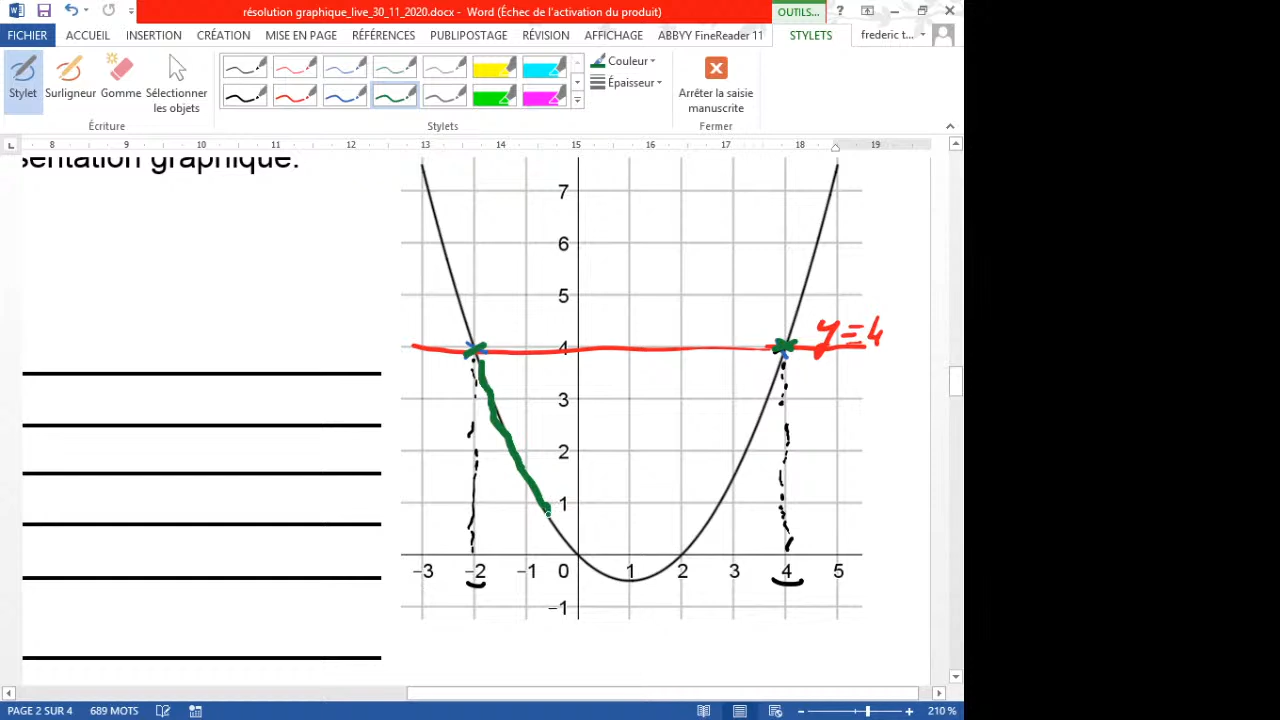 résolution graphique_live_30_11_2020.docx - Word (Échec de l'activation du produit)
OUTILS...
?
FICHIER ACCUEIL INSERTION CRÉATION MISE EN PAGE RÉFÉRENCES PUBLIPOSTAGE RÉVISION AFFICHAGE ABBYY FineReader 11 STYLETS frederic t...
Stylet
Surligneur
Gomme
Sélectionner les objets
Couleur
Épaisseur
Arrêter la saisie manuscrite
Écriture
Stylets
Fermer
8 9 10 11 12 13 14 15 16 17 18 19
sentation graphique.
7
6
5
4
y = 4
3
2
1
-3 -2 -1 0 1 2 3 4 5
-1
PAGE 2 SUR 4 689 MOTS 210 %